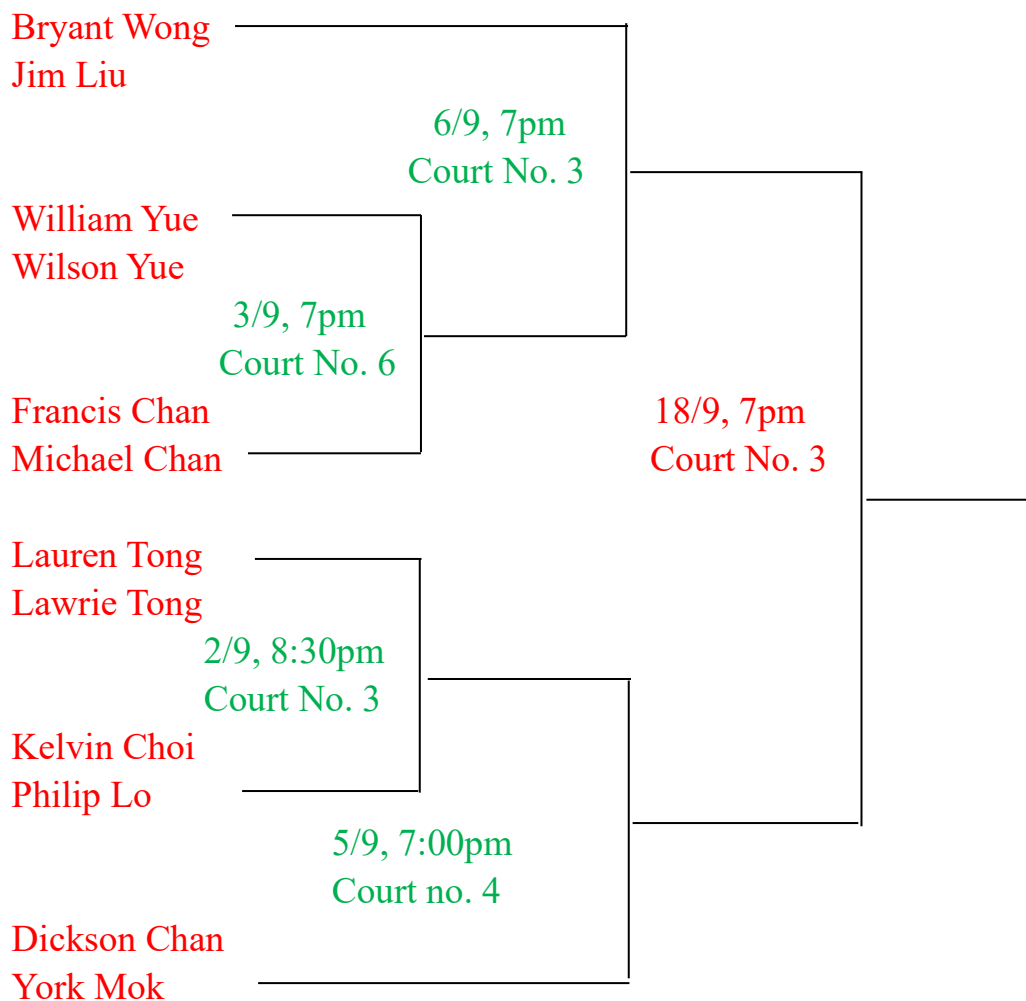 Bryant Wong
Jim Liu
6/9, 7pm
Court No. 3
William Yue
Wilson Yue
3/9, 7pm
Court No. 6
Francis Chan
Michael Chan
18/9, 7pm
Court No. 3
Lauren Tong
Lawrie Tong
2/9, 8:30pm
Court No. 3
Kelvin Choi
Philip Lo
5/9, 7:00pm
Court no. 4
Dickson Chan
York Mok